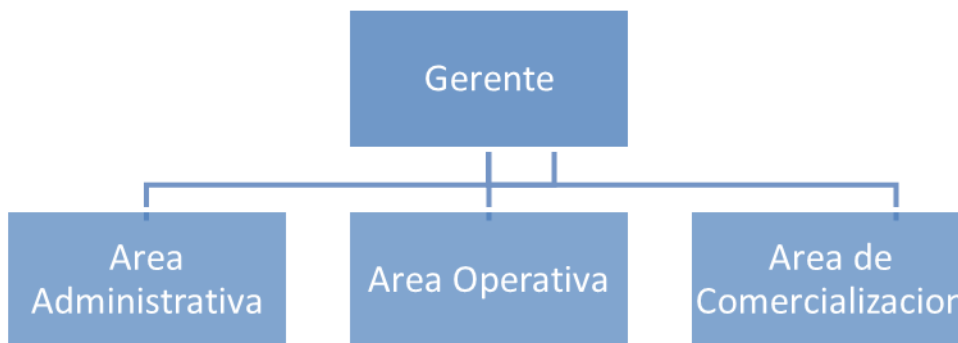 Gerente
Area
Administrativa
Area Operativa
Area de
Comercializacion